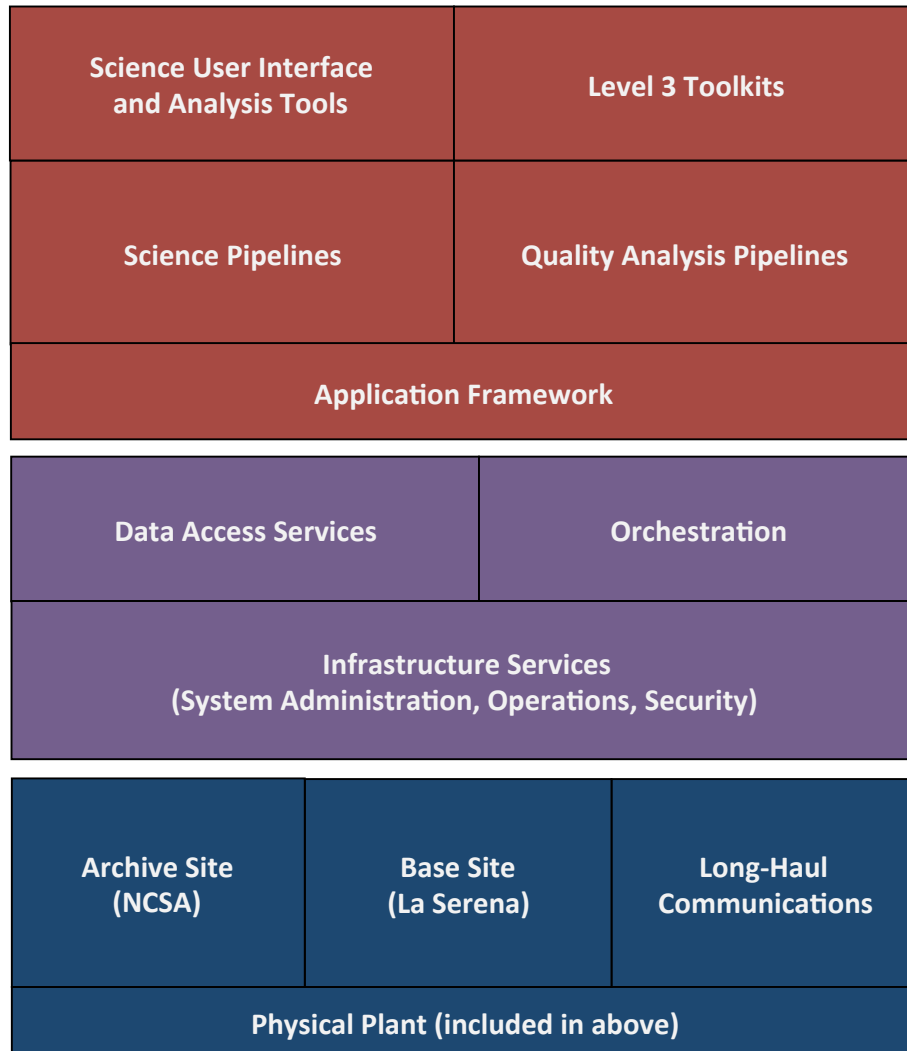 Science User Interface
and Analysis Tools
Level 3 Toolkits
Science Pipelines
Quality Analysis Pipelines
Application Framework
Data Access Services
Orchestration
Infrastructure Services
(System Administration, Operations, Security)
Archive Site
(NCSA)
Base Site
(La Serena)
Long-Haul
Communications
Physical Plant (included in above)